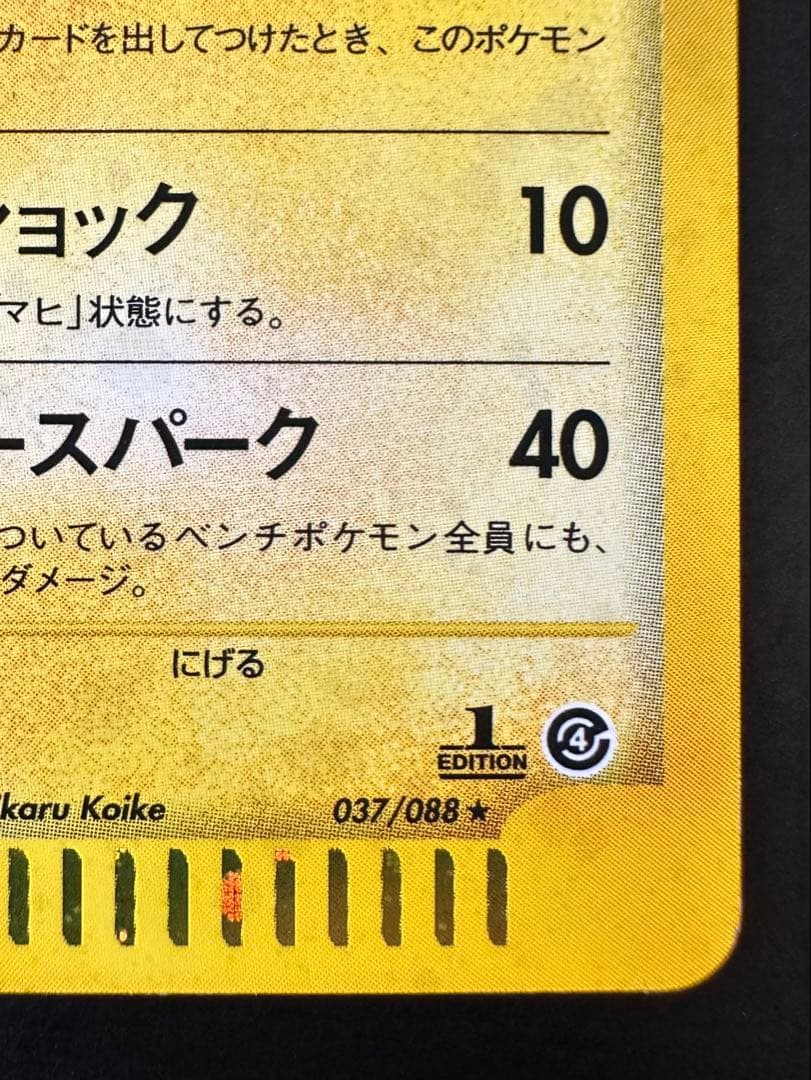 カードを出してつけたとき、このポケモン
ョック 10
マヒ」状態にする。
ースパーク 40
ついているベンチポケモン全員にも、
ダメージ。
にげる
1
EDITION
4
karu Koike 037/088★